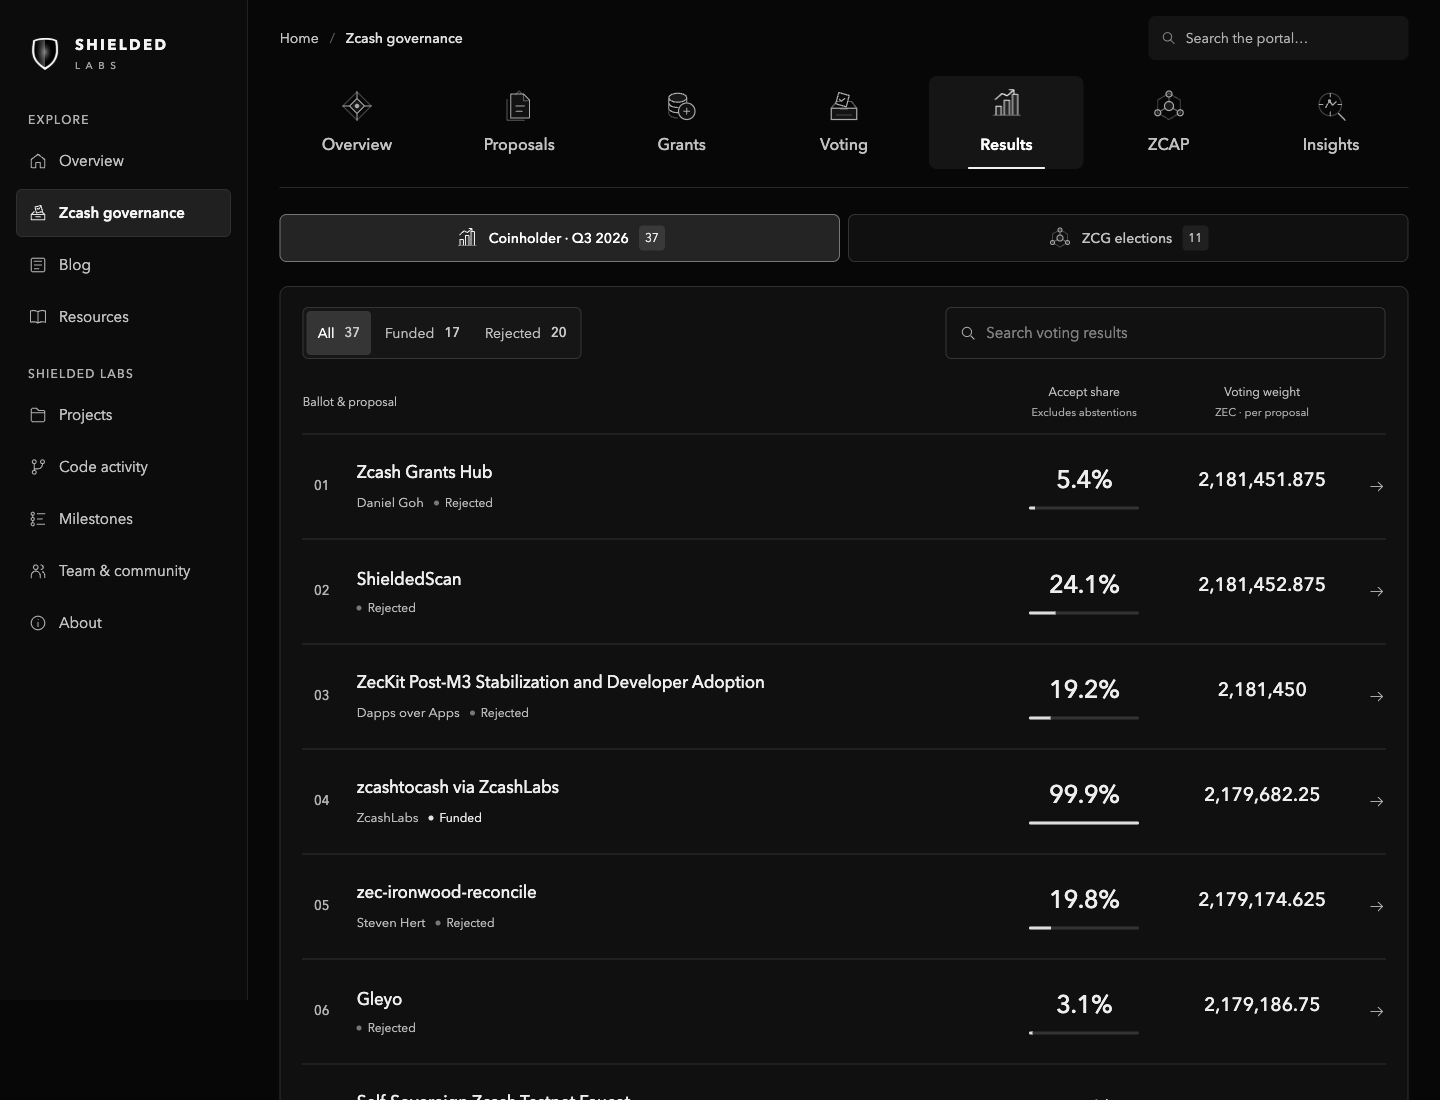 SHIELDED
LABS
EXPLORE
Overview
Zcash governance
Blog
Resources
SHIELDED LABS
Projects
Code activity
Milestones
Team & community
About
Home / Zcash governance
Search the portal...
Overview
Proposals
Grants
Voting
Results
ZCAP
Insights
Coinholder · Q3 2026 37
ZCG elections 11
All 37 Funded 17 Rejected 20
Search voting results
Ballot & proposal
Accept share
Excludes abstentions
Voting weight
ZEC · per proposal
01
Zcash Grants Hub
Daniel Goh • Rejected
5.4%
2,181,451.875 →
02
ShieldedScan
• Rejected
24.1%
2,181,452.875 →
03
ZecKit Post-M3 Stabilization and Developer Adoption
Dapps over Apps • Rejected
19.2%
2,181,450 →
04
zcashtocash via ZcashLabs
ZcashLabs • Funded
99.9%
2,179,682.25 →
05
zec-ironwood-reconcile
Steven Hert • Rejected
19.8%
2,179,174.625 →
06
Gleyo
• Rejected
3.1%
2,179,186.75 →
Self Sovereign Zcash Testnet Faucet